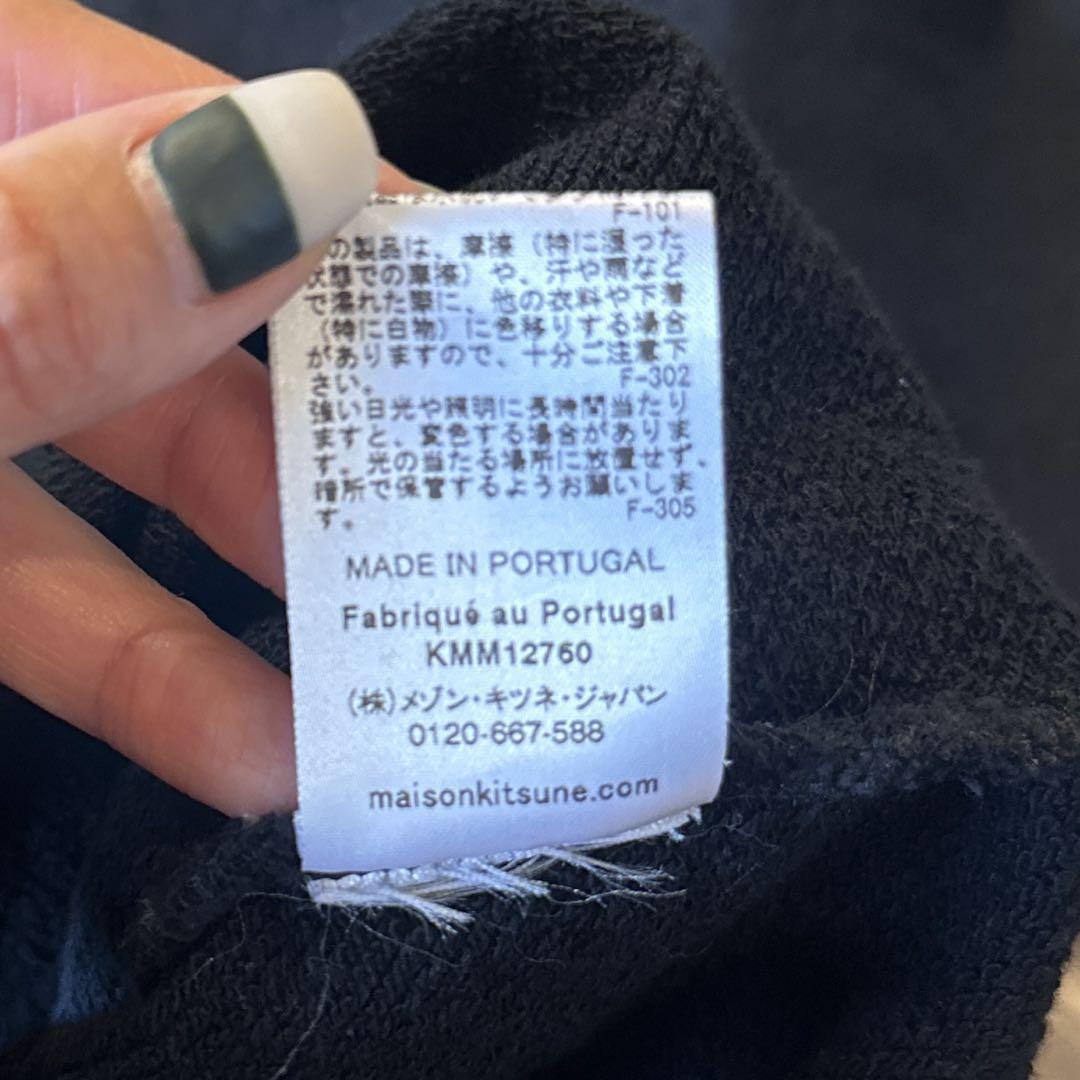 F-101
の製品は、摩擦（特に湿った
状態での摩擦）や、汗や雨など
で濡れた際に、他の衣料や下着
（特に白物）に色移りする場合
がありますので、十分ご注意下
さい。 F-302
強い日光や照明に長時間当たり
ますと、変色する場合がありま
す。光の当たる場所に放置せず、
暗所で保管するようお願いしま
す。 F-305
MADE IN PORTUGAL
Fabriqué au Portugal
KMM12760
(株)メゾン・キツネ・ジャパン
0120-667-588
maisonkitsune.com